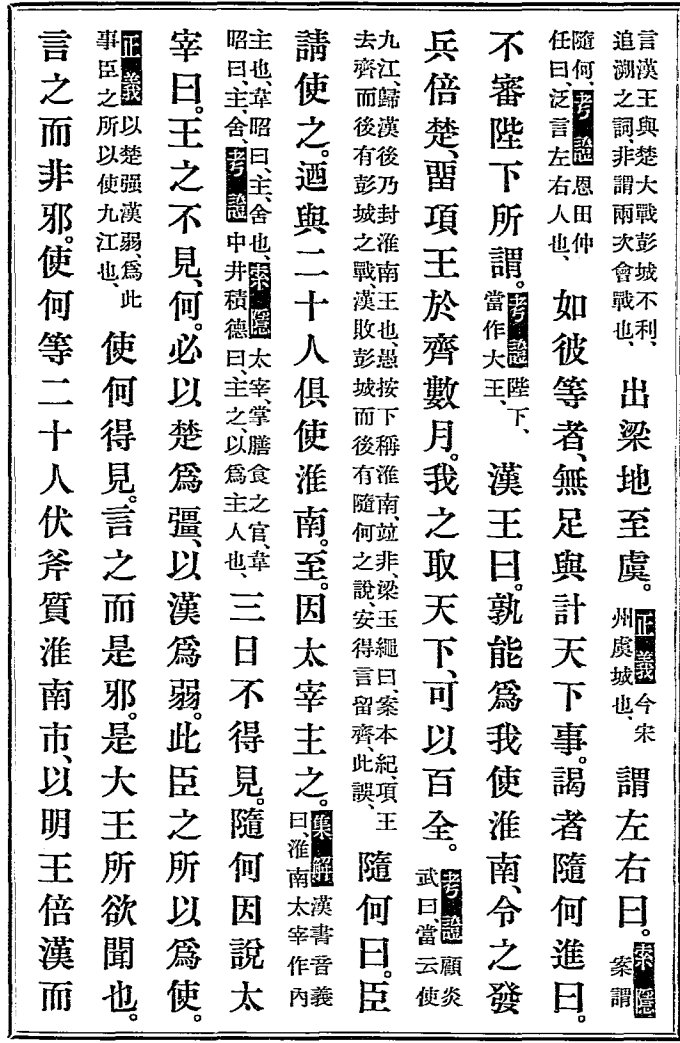 言漢王與楚大戰彭城不利、追溯之詞、非謂兩次會戰也、出梁地至虞。正義今宋州虞城也、謂左右曰。索隱案謂
隨何、考證恩田仲任曰、泛言左右人也、如彼等者、無足與計天下事。謁者隨何進曰。
不審陛下所謂。考證陛下、當作大王、漢王曰。孰能爲我使淮南、令之發
兵倍楚、畱項王於齊數月。我之取天下、可以百全。考證顧炎武曰、當云使
九江、歸漢後乃封淮南王也、愚按下稱淮南、竝非、梁玉繩曰、案本紀、項王去齊而後有彭城之戰、漢敗彭城而後有隨何之說、安得言留齊、此誤、隨何曰。臣
請使之。迺與二十人俱使淮南。至。因太宰主之。集解漢書音義曰、淮南太宰作內
主也、韋昭曰、主、舍也、索隱太宰、掌膳食之官、韋昭曰、主、舍、考證中井積德曰、主之、以爲主人也、三日不得見。隨何因說太
宰曰。王之不見、何。必以楚爲彊、以漢爲弱。此臣之所以爲使。
正義以楚强漢弱、爲此事臣之所以使九江也、使何得見。言之而是邪。是大王所欲聞也。
言之而非邪。使何等二十人伏斧質淮南市、以明王倍漢而